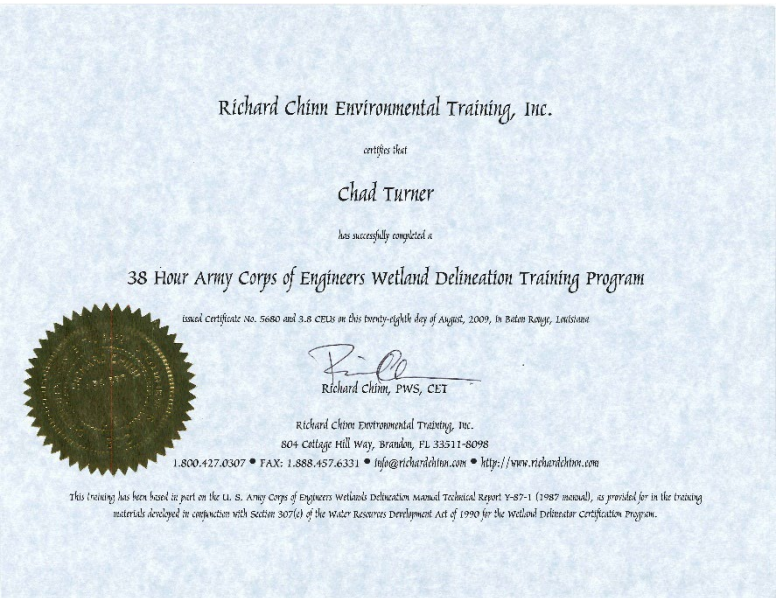 Richard Chinn Environmental Training, Inc.
certifies that
Chad Turner
has successfully completed a
38 Hour Army Corps of Engineers Wetland Delineation Training Program
issued Certificate No. 5680 and 3.8 CEUs on this twenty-eighth day of August, 2009, in Baton Rouge, Louisiana
Richard Chinn, PWS, CET
Richard Chinn Environmental Training, Inc.
804 Cottage Hill Way, Brandon, FL 33511-8098
1.800.427.0307 • FAX: 1.888.457.6331 • info@richardchinn.com • http://www.richardchinn.com
This training has been based in part on the U. S. Army Corps of Engineers Wetlands Delineation Manual Technical Report Y-87-1 (1987 manual), as provided for in the training
materials developed in conjunction with Section 307(e) of the Water Resources Development Act of 1990 for the Wetland Delineator Certification Program.